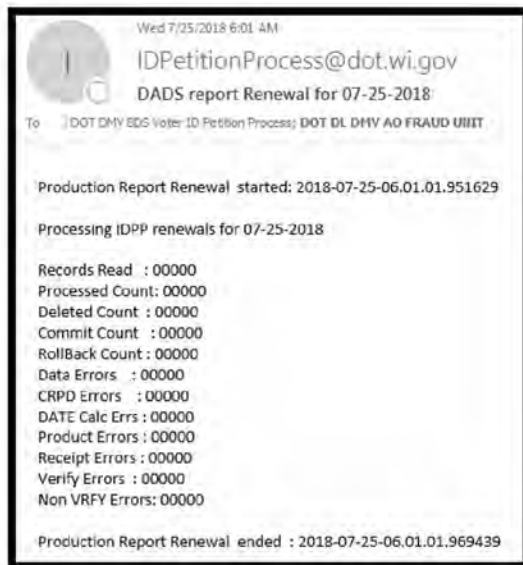 Wed 7/25/2018 6:01 AM
I
IDPetitionProcess@dot.wi.gov
DADS report Renewal for 07-25-2018
To DOT DMV BDS Voter ID Petition Process; DOT DL DMV AO FRAUD UNIT
Production Report Renewal started: 2018-07-25-06.01.01.951629
Processing IDPP renewals for 07-25-2018
Records Read : 00000
Processed Count: 00000
Deleted Count : 00000
Commit Count : 00000
RollBack Count : 00000
Data Errors : 00000
CRPD Errors : 00000
DATE Calc Errs : 00000
Product Errors : 00000
Receipt Errors : 00000
Verify Errors : 00000
Non VRFY Errors: 00000
Production Report Renewal ended : 2018-07-25-06.01.01.969439